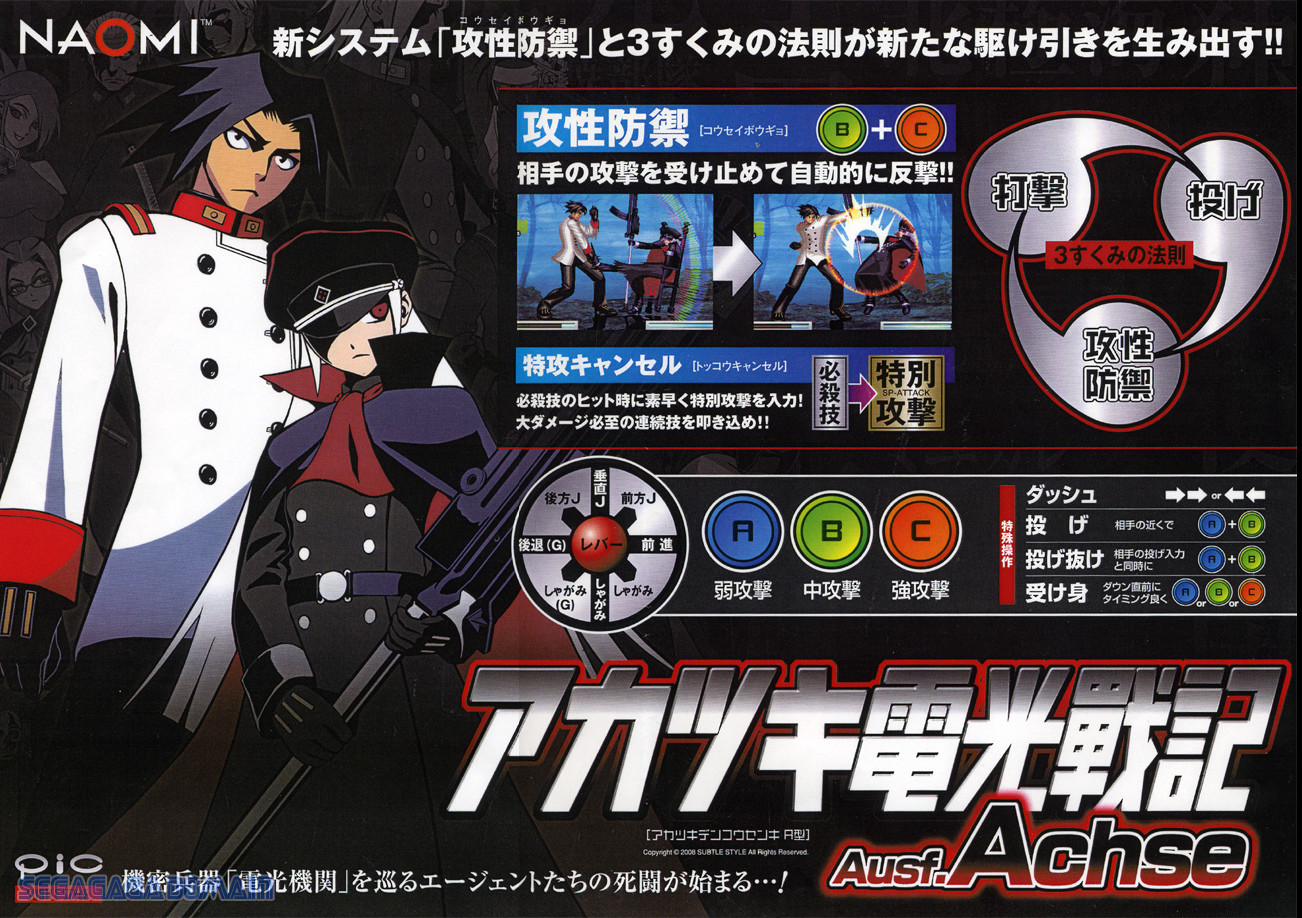 NAOMI™
コウセイボウギョ
新システム「攻性防禦」と3すくみの法則が新たな駆け引きを生み出す!!
攻性防禦 [コウセイボウギョ] B + C
相手の攻撃を受け止めて自動的に反撃!!
打撃
投げ
3すくみの法則
攻性
防禦
特攻キャンセル [トッコウキャンセル]
必殺技のヒット時に素早く特別攻撃を入力!
大ダメージ必至の連続技を叩き込め!!
必殺技
特別
SP-ATTACK
攻撃
垂直J
後方J
前方J
後退(G)
レバー
前進
しゃがみ
(G)
しゃがみ
しゃがみ
A
B
C
弱攻撃
中攻撃
強攻撃
特殊操作
ダッシュ or
投げ 相手の近くで A + B
投げ抜け 相手の投げ入力
と同時に A + B
受け身 ダウン直前に
タイミング良く A or B or C
アカツキ電光戰記
[アカツキデンコウセンキ A型]
Copyright © 2008 SUBTLE STYLE All Rights Reserved.
Ausf.Achse
pic
SEGAGAGADOMAIN
機密兵器「電光機関」を巡るエージェントたちの死闘が始まる…!